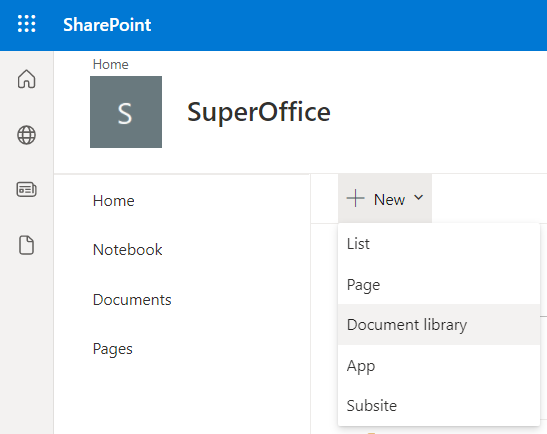 SharePoint
Home
S
SuperOffice
Home
Notebook
Documents
Pages
New
List
Page
Document library
App
Subsite